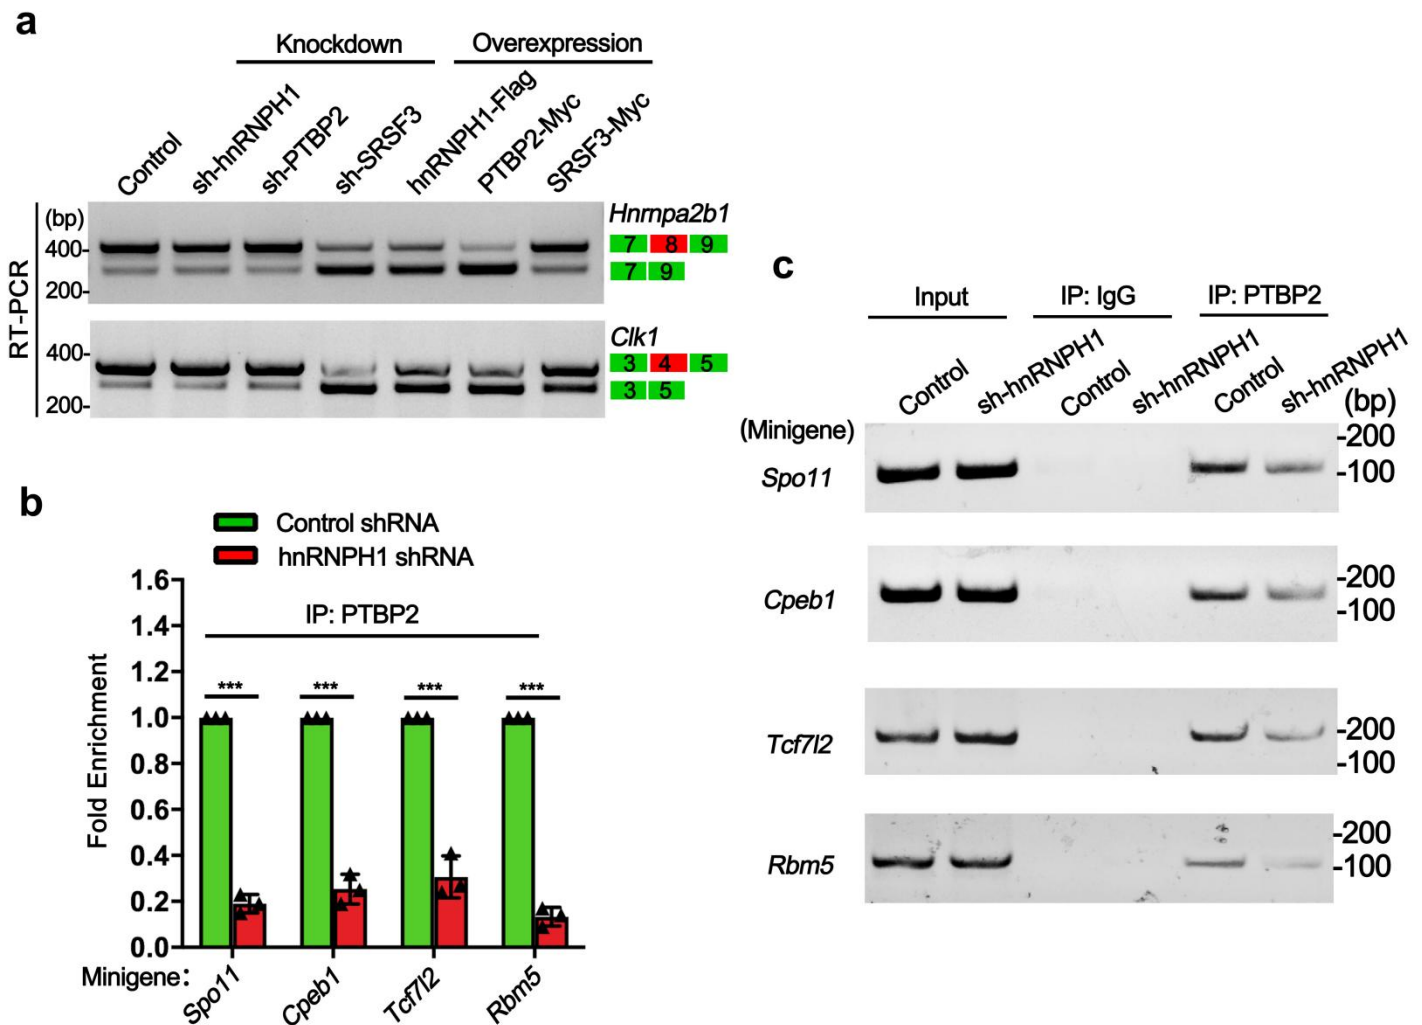 a
Knockdown
Overexpression
Control
sh-hnRNPH1
sh-PTBP2
sh-SRSF3
hnRNPH1-Flag
PTBP2-Myc
SRSF3-Myc
RT-PCR
(bp)
400-
200-
Hnrnpa2b1
7 8 9
7 9
400-
200-
Clk1
3 4 5
3 5
b
Control shRNA
hnRNPH1 shRNA
IP: PTBP2
Fold Enrichment
1.6
1.4
1.2
1.0
0.8
0.6
0.4
0.2
0.0
*** *** *** ***
Minigene:
Spo11
Cpeb1
Tcf7l2
Rbm5
c
Input
IP: IgG
IP: PTBP2
Control
sh-hnRNPH1
Control
sh-hnRNPH1
Control
sh-hnRNPH1
(bp)
(Minigene)
Spo11
-200
-100
Cpeb1
-200
-100
Tcf7l2
-200
-100
Rbm5
-200
-100